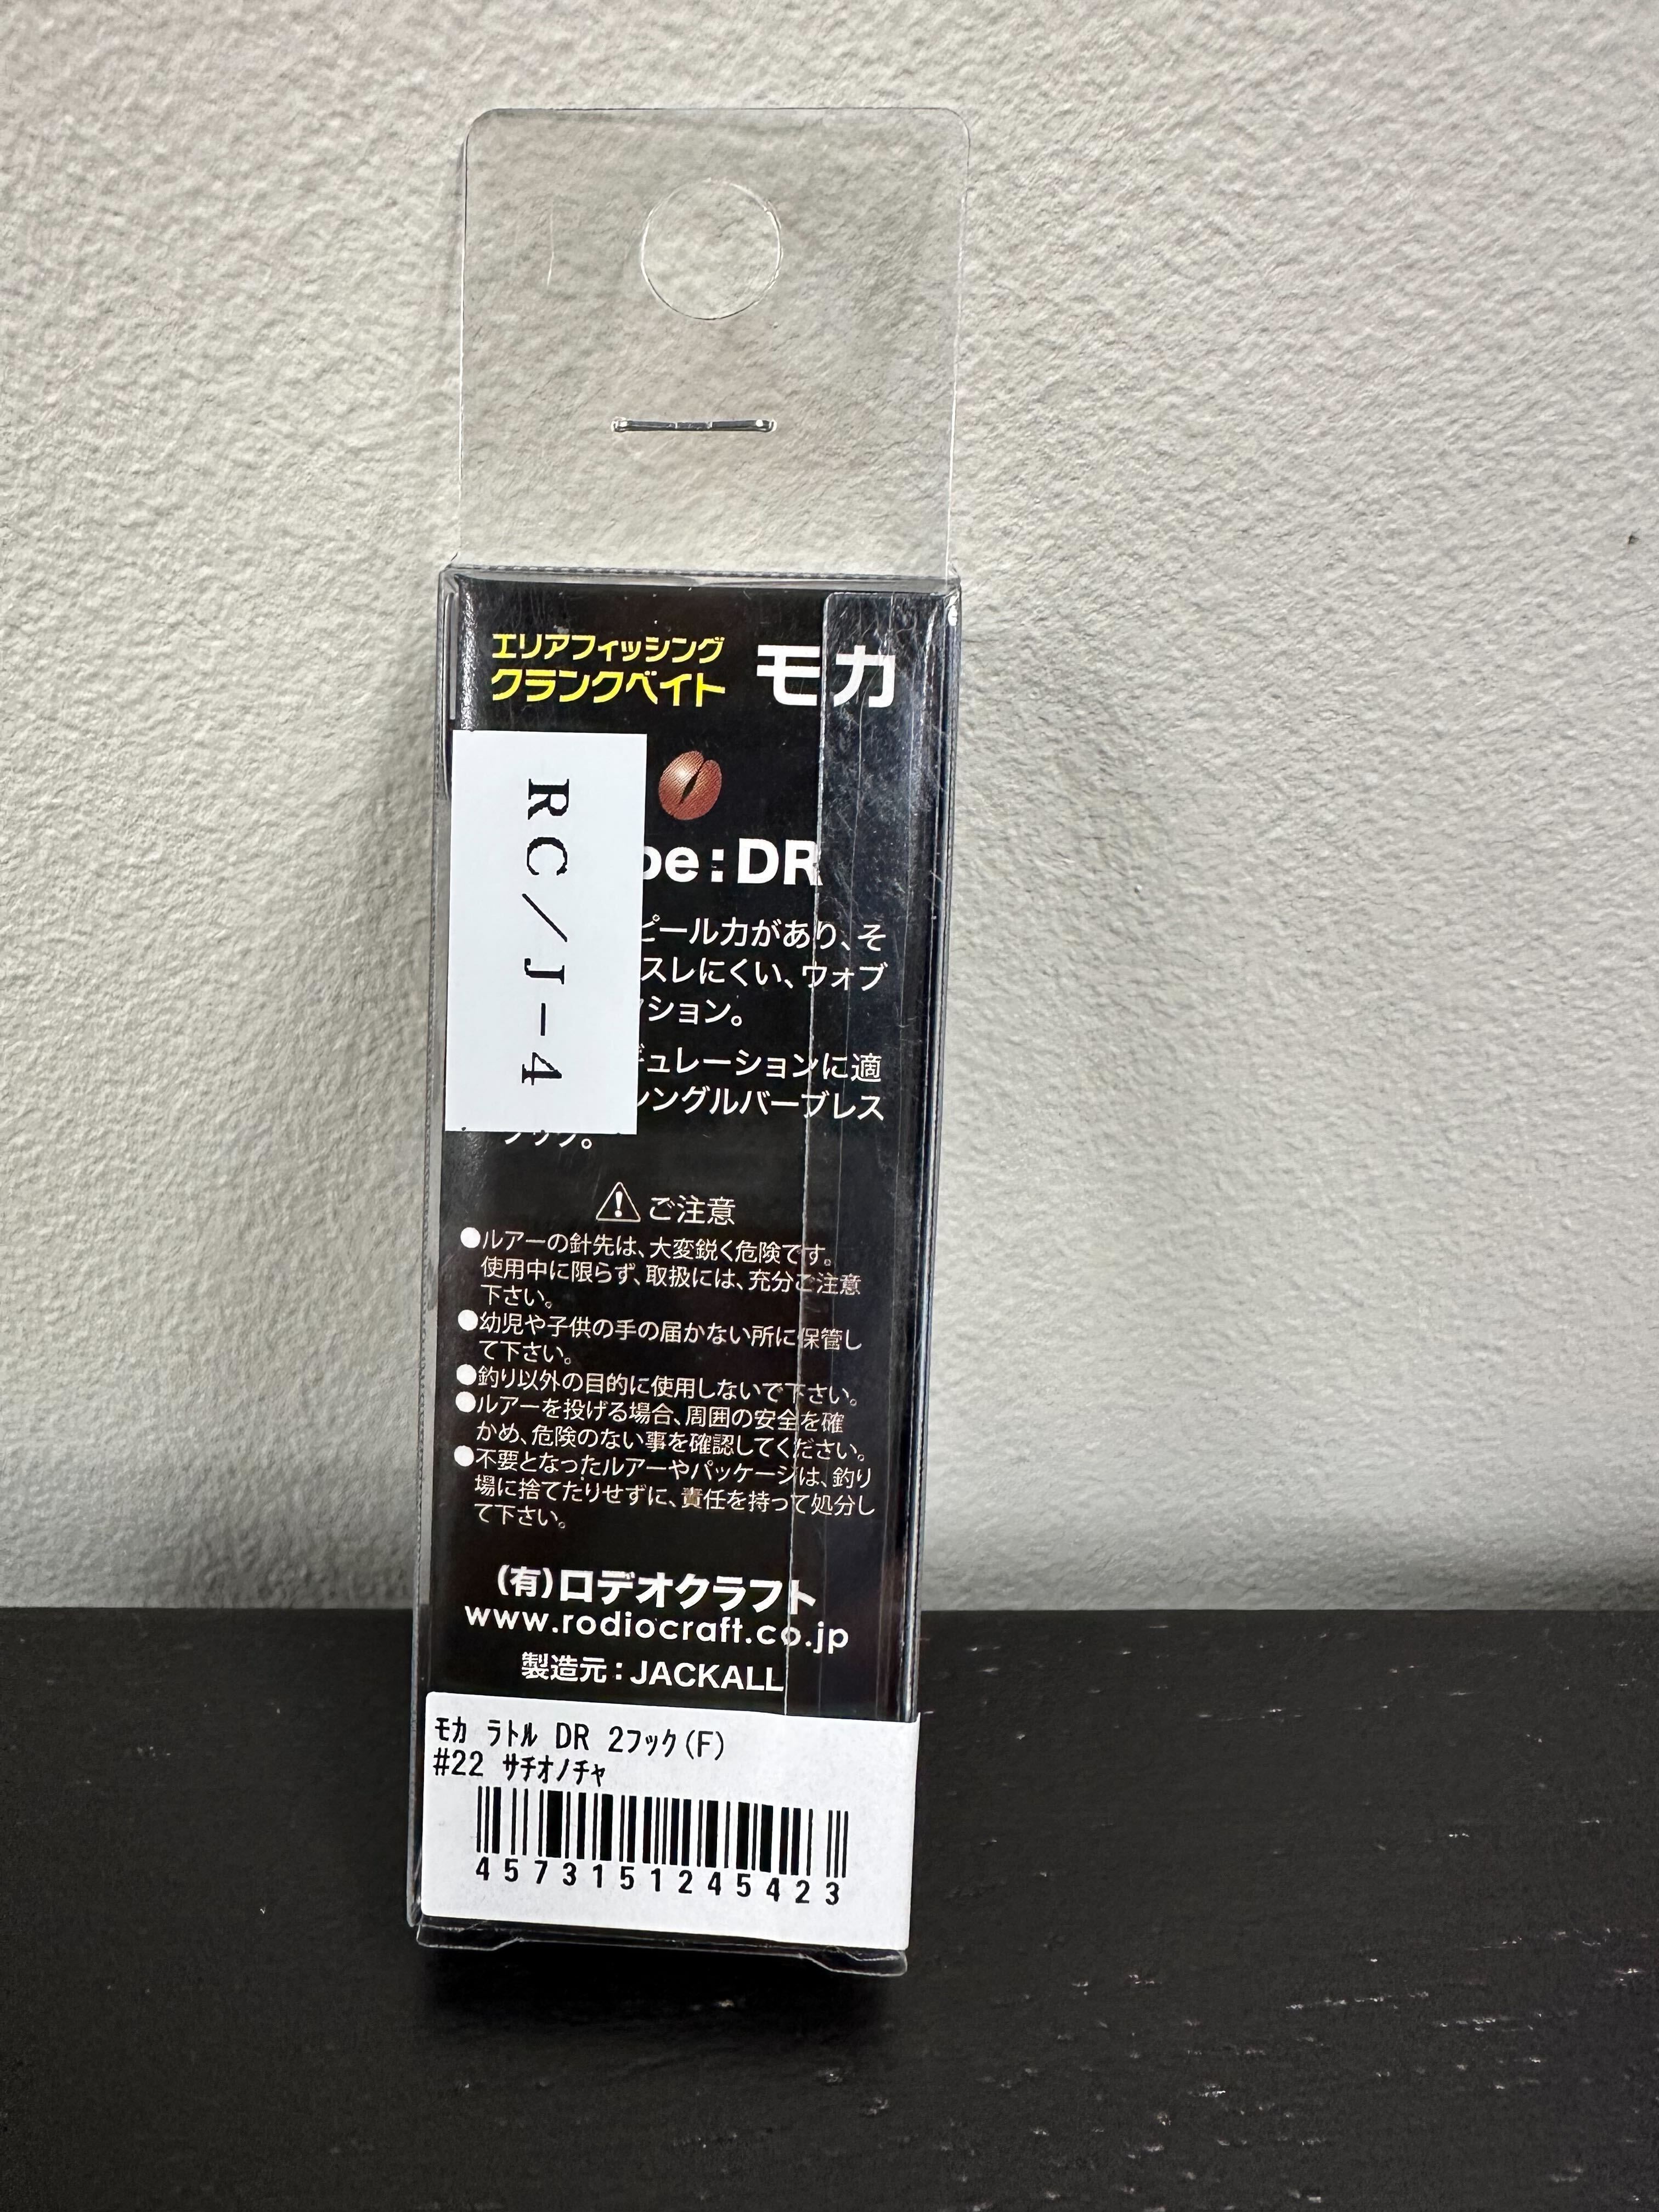 エリアフィッシング
クランクベイト
モカ
RC/J-4
:DR
ピール力があり、そ
スレにくい、ウォブ
ション。
デュレーションに適
シングルバーブレス
フック。
ご注意
●ルアーの針先は、大変鋭く危険です。
使用中に限らず、取扱には、充分ご注意
下さい。
●幼児や子供の手の届かない所に保管し
て下さい。
●釣り以外の目的に使用しないで下さい。
●ルアーを投げる場合、周囲の安全を確
かめ、危険のない事を確認してください。
●不要となったルアーやパッケージは、釣り
場に捨てたりせずに、責任を持って処分し
て下さい。
(有)ロデオクラフト
www.rodiocraft.co.jp
製造元:JACKALL
ﾓｶ ﾗﾄﾙ DR 2ﾌｯｸ(F)
#22 ｻﾁｵﾉﾁｬ
4573151245423